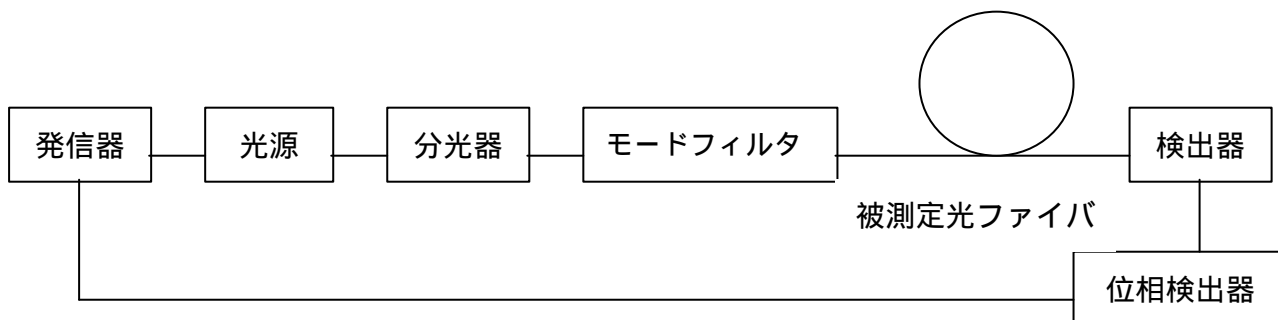 発信器
光源
分光器
モードフィルタ
検出器
被測定光ファイバ
位相検出器